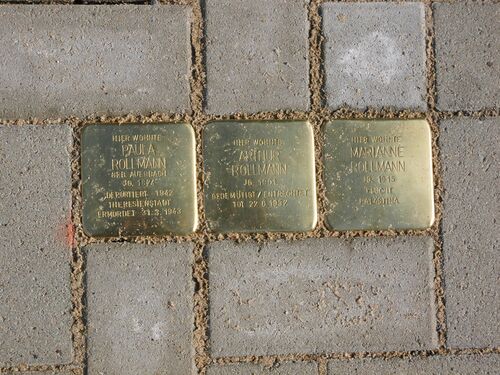 HIER WOHNTE
PAULA
ROLLMANN
GEB. AUERBACH
JG. 1874
DEPORTIERT 1942
THERESIENSTADT
ERMORDET 31.3.1943
HIER WOHNTE
ARTHUR
ROLLMANN
JG. 1901
GEDEMÜTIGT / ENTRECHTET
TOT 22.6.1937
HIER WOHNTE
MARIANNE
ROLLMANN
JG. 1915
FLUCHT
PALÄSTINA